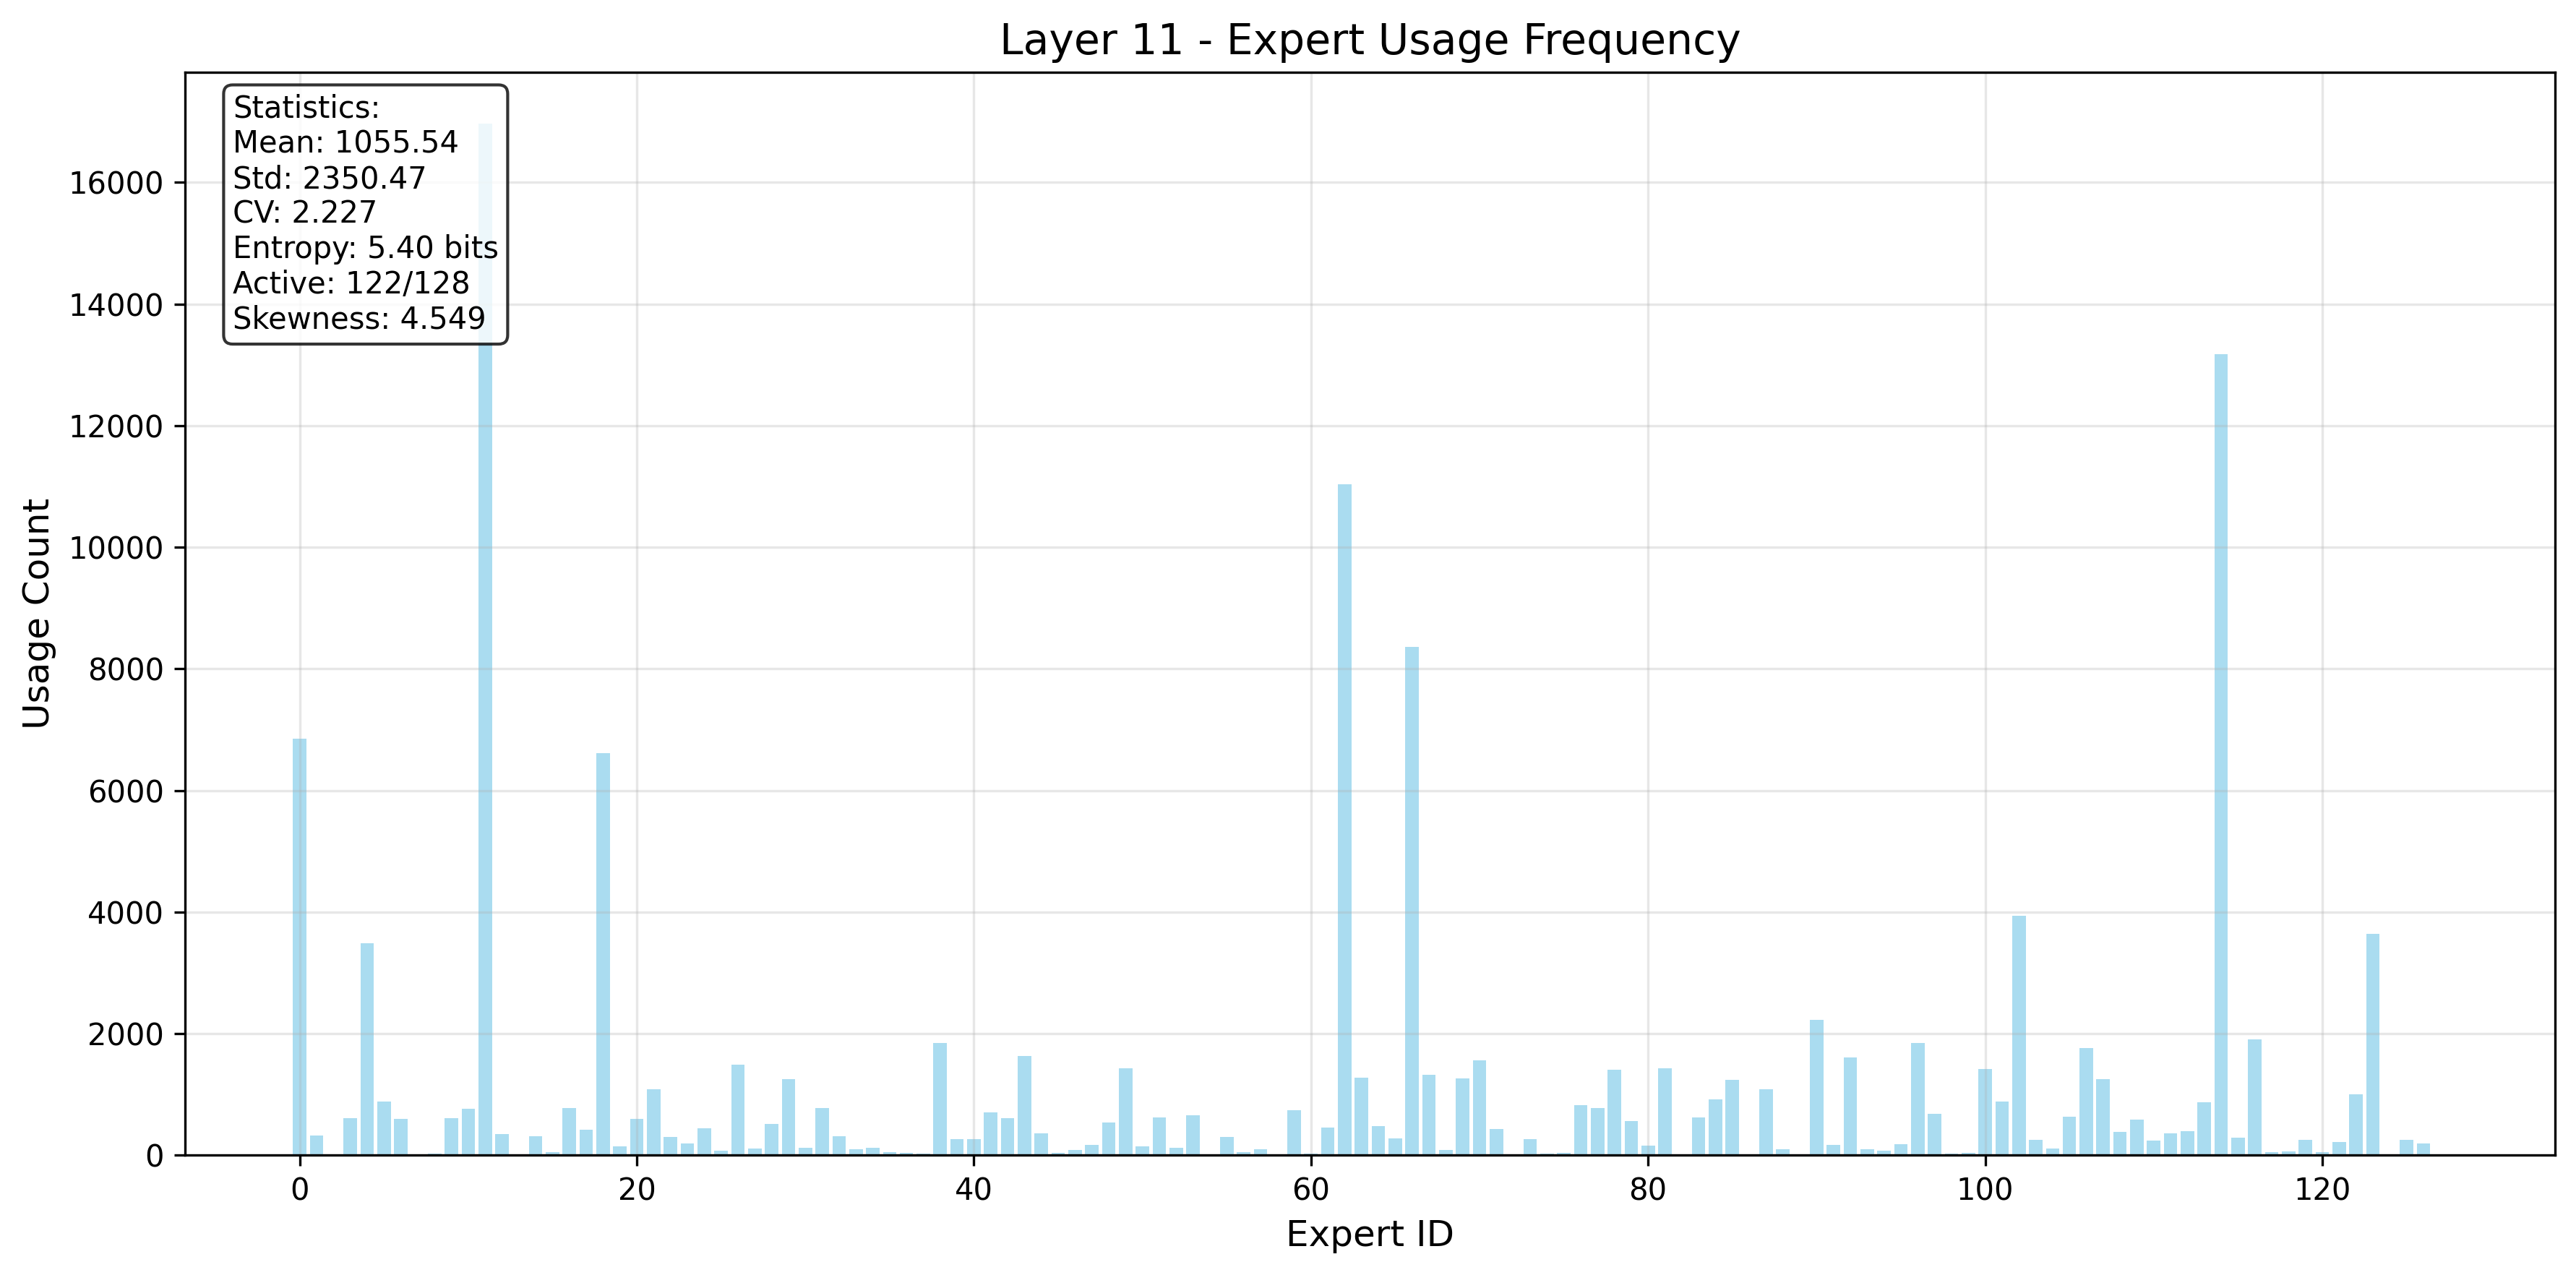 Layer 11 - Expert Usage Frequency
Statistics:
Mean: 1055.54
Std: 2350.47
CV: 2.227
Entropy: 5.40 bits
Active: 122/128
Skewness: 4.549
16000
14000
12000
10000
8000
6000
4000
2000
0
Usage Count
0 20 40 60 80 100 120
Expert ID